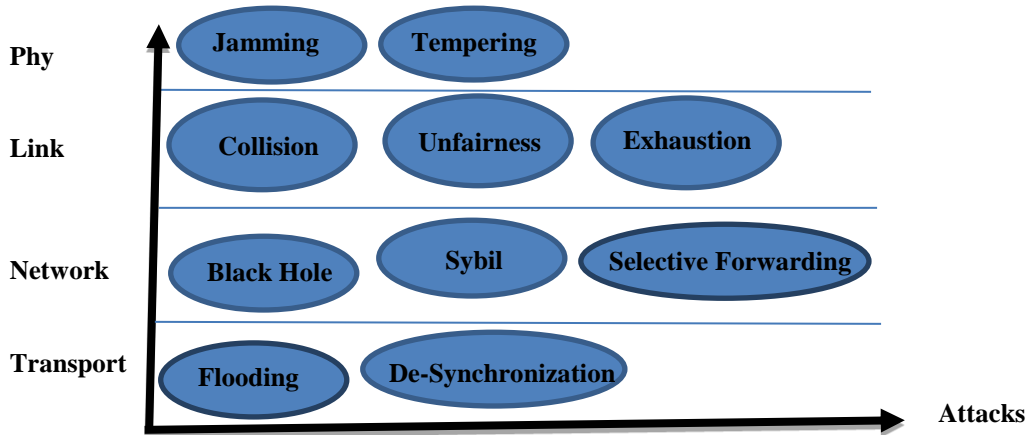 Phy
Jamming
Tempering
Link
Collision
Unfairness
Exhaustion
Network
Black Hole
Sybil
Selective Forwarding
Transport
Flooding
De-Synchronization
Attacks